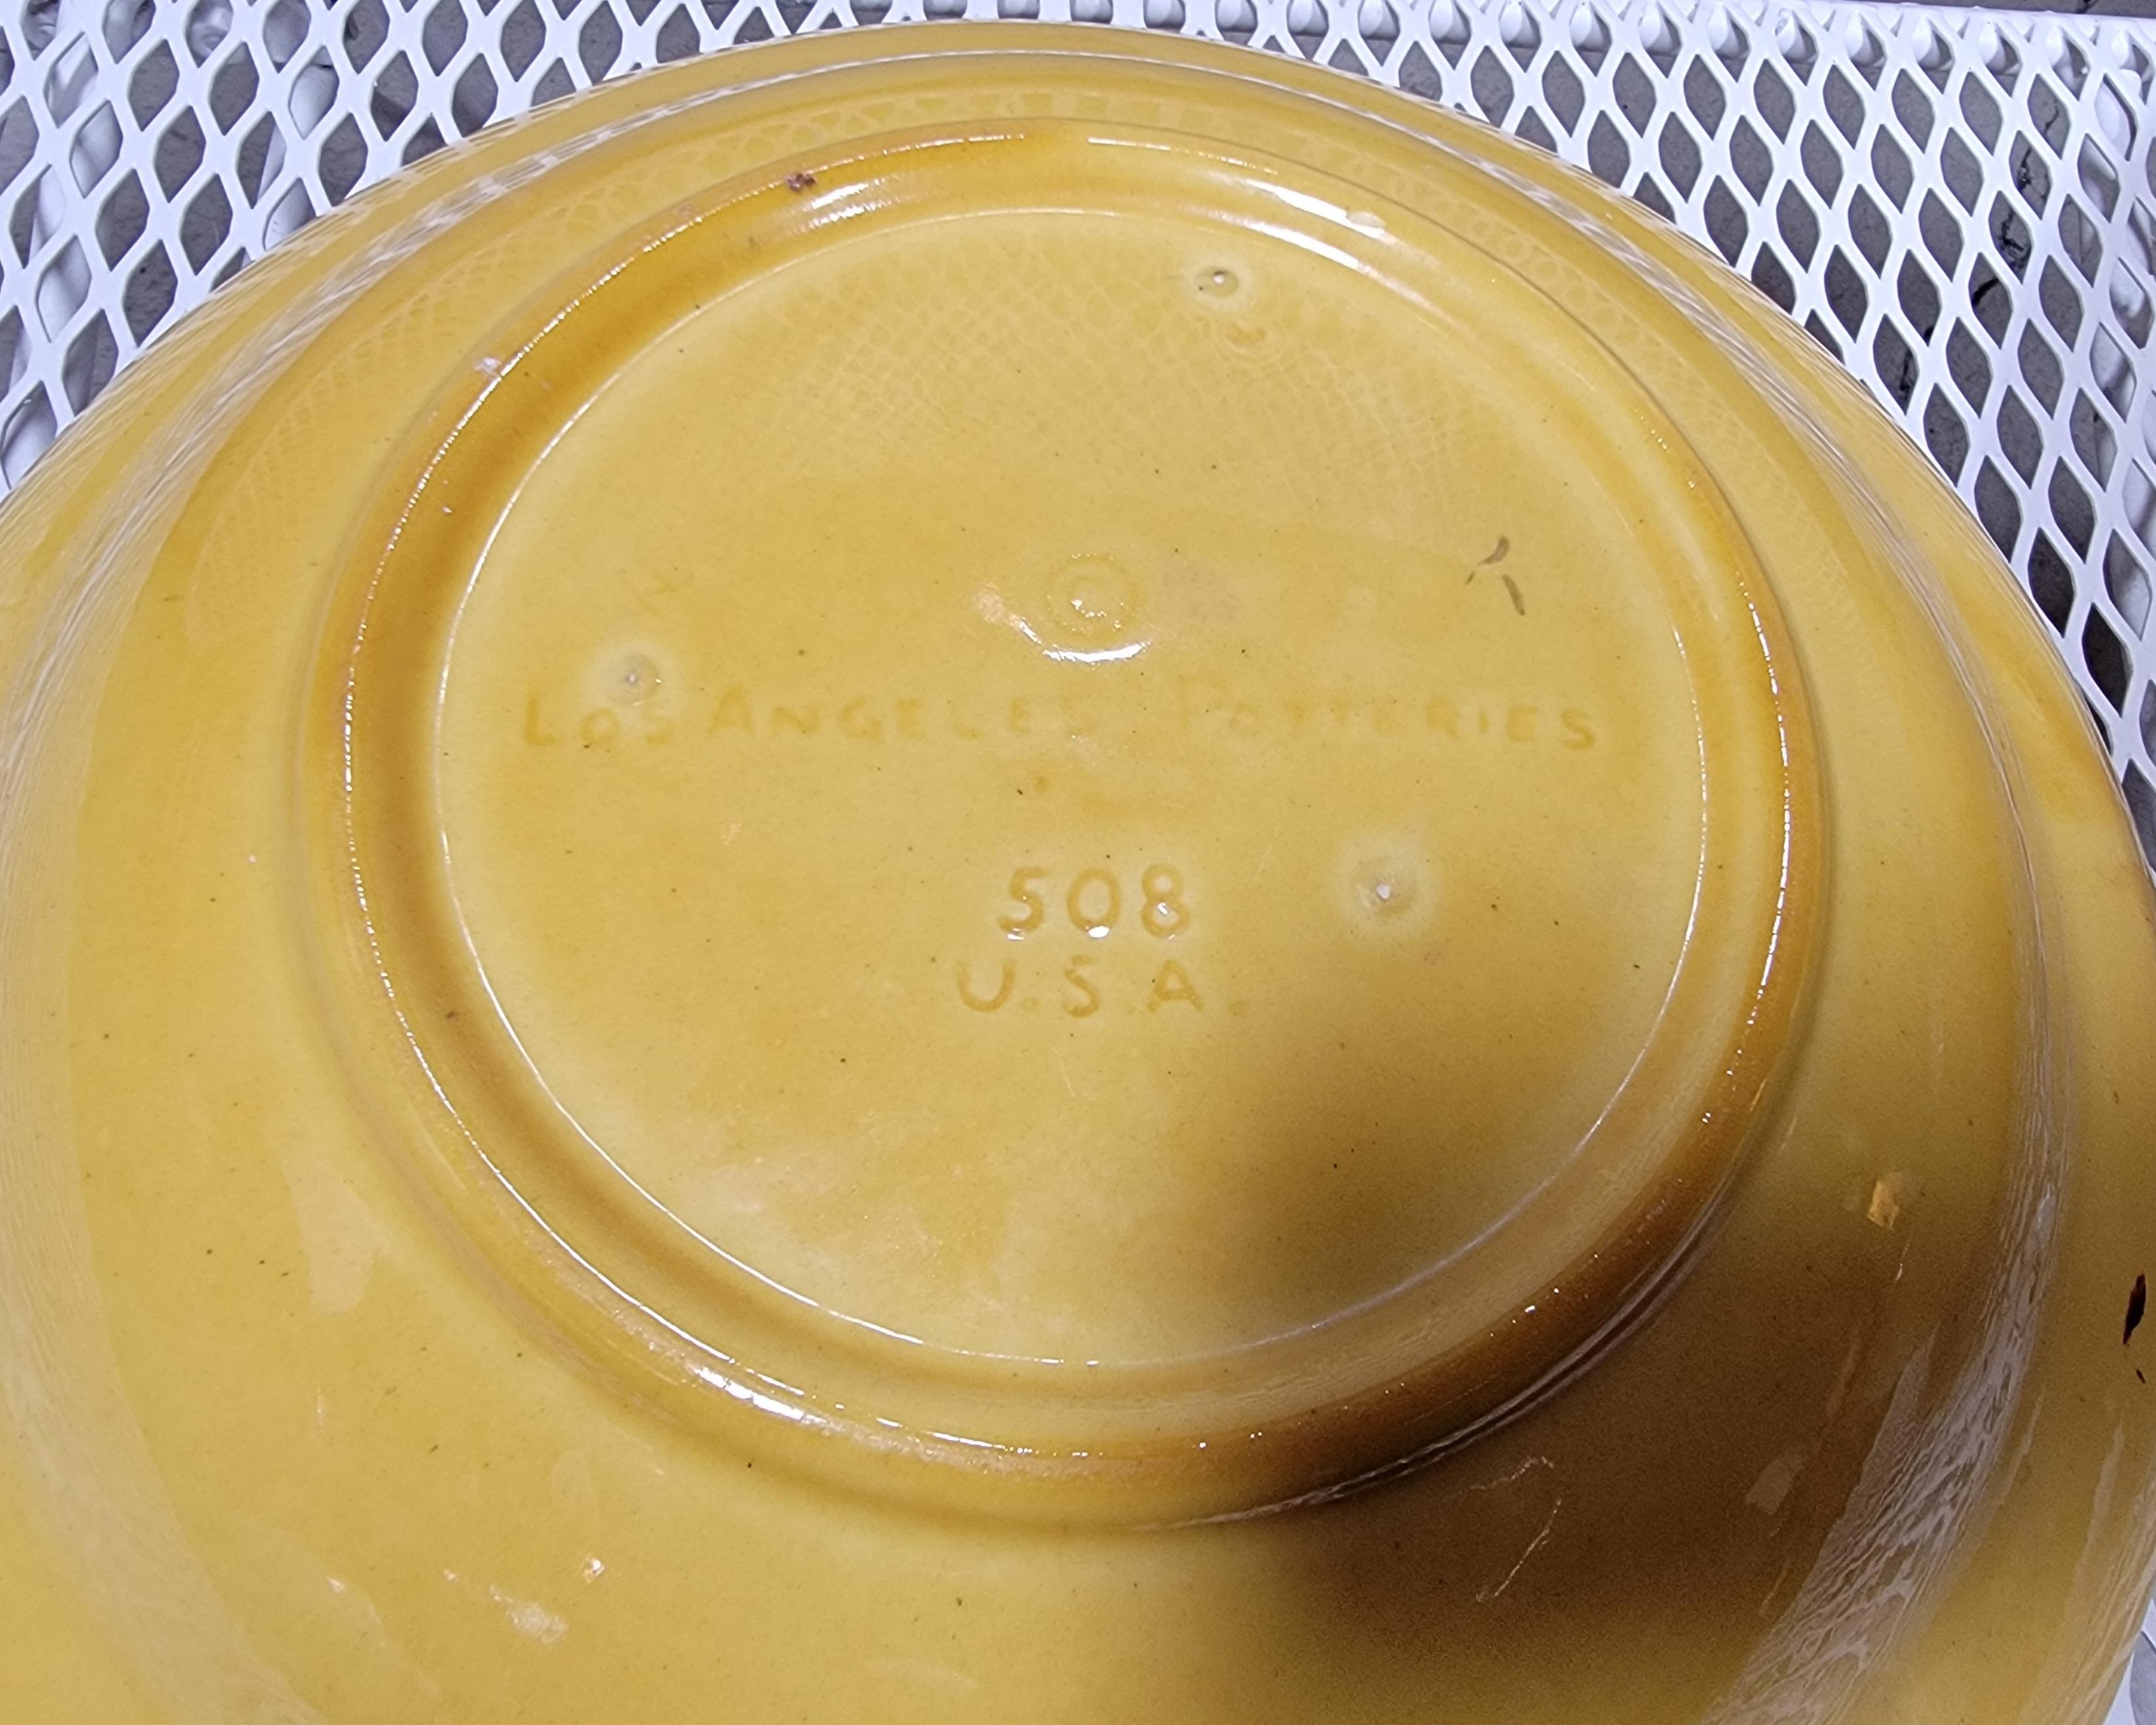 ©
LOS ANGELES POTTERIES
508
U.S.A.